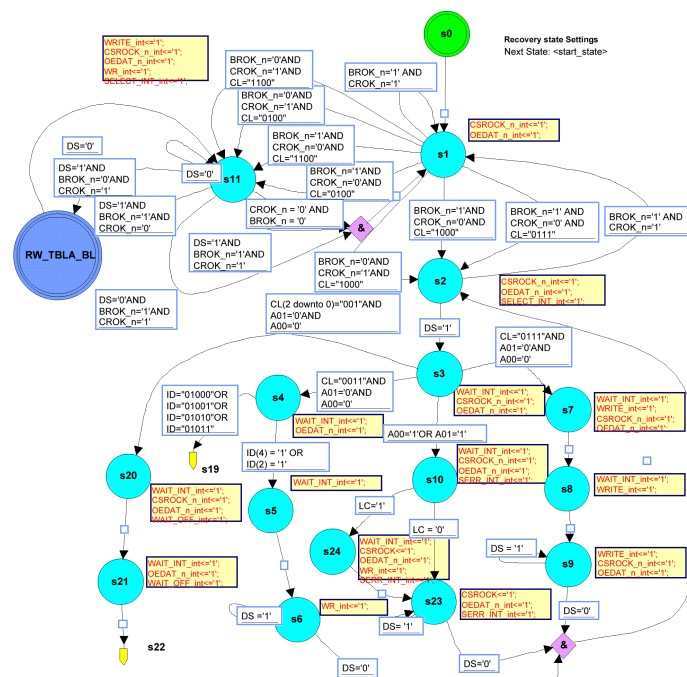 s0
Recovery state Settings
Next State: <start_state>
WRITE_int<='1';
CSROCK_n_int<='1';
OEDAT_n_int<='1';
WR_int<='1';
SELECT_INT_int<='1';
BROK_n='0'AND
CROK_n='1'AND
CL="1100"
BROK_n='1' AND
CROK_n='1'
BROK_n='0'AND
CROK_n='1'AND
CL="0100"
CSROCK_n_int<='1';
OEDAT_n_int<='1';
BROK_n='1'AND
CROK_n='0'AND
CL="1100"
DS='0'
s1
DS='1'AND
BROK_n='0'AND
CROK_n='1'
DS='0'
s11
BROK_n='1'AND
CROK_n='0'AND
CL="0100"
DS='1'AND
BROK_n='1'AND
CROK_n='0'
CROK_n = '0' AND
BROK_n = '0'
BROK_n='1'AND
CROK_n='0'AND
CL="1000"
BROK_n='1' AND
CROK_n='0' AND
CL="0111"
BROK_n='1' AND
CROK_n='1'
&
RW_TBLA_BL
DS='1'AND
BROK_n='1'AND
CROK_n='1'
BROK_n='0'AND
CROK_n='1'AND
CL="1000"
s2
CSROCK_n_int<='1';
OEDAT_n_int<='1';
SELECT_INT_int<='1';
DS='0'AND
BROK_n='1'AND
CROK_n='1'
CL(2 downto 0)="001"AND
A01='0'AND
A00='0'
DS='1'
CL="0111"AND
A01='0'AND
A00='0'
s3
CL="0011"AND
A01='0'AND
A00='0'
s4
ID="01000"OR
ID="01001"OR
ID="01010"OR
ID="01011"
WAIT_INT_int<='1';
CSROCK_n_int<='1';
OEDAT_n_int<='1';
s7
WAIT_INT_int<='1';
WRITE_int<='1';
CSROCK_n_int<='1';
OEDAT_n_int<='1';
WAIT_INT_int<='1';
OEDAT_n_int<='1';
A00='1'OR A01='1'
s19
ID(4) = '1' OR
ID(2) = '1'
WAIT_INT_int<='1';
CSROCK_n_int<='1';
OEDAT_n_int<='1';
SERR_INT_int<='1';
s20
s10
WAIT_INT_int<='1';
s8
WAIT_INT_int<='1';
WRITE_int<='1';
WAIT_INT_int<='1';
CSROCK_n_int<='1';
OEDAT_n_int<='1';
WAIT_OFF_int<='1';
s5
LC='1'
LC = '0'
s24
WAIT_INT_int<='1';
CSROCK<='1';
OEDAT_n_int<='1';
WR_int<='1';
SERR_INT_int<='1';
DS = '1'
s9
WRITE_int<='1';
CSROCK_n_int<='1';
OEDAT_n_int<='1';
WAIT_INT_int<='1';
OEDAT_n_int<='1';
WAIT_OFF_int<='1';
s21
s23
CSROCK<='1';
OEDAT_n_int<='1';
SERR_INT_int<='1';
DS ='1'
s6
WR_int<='1';
DS= '1'
DS='0'
s22
&
DS='0'
DS='0'